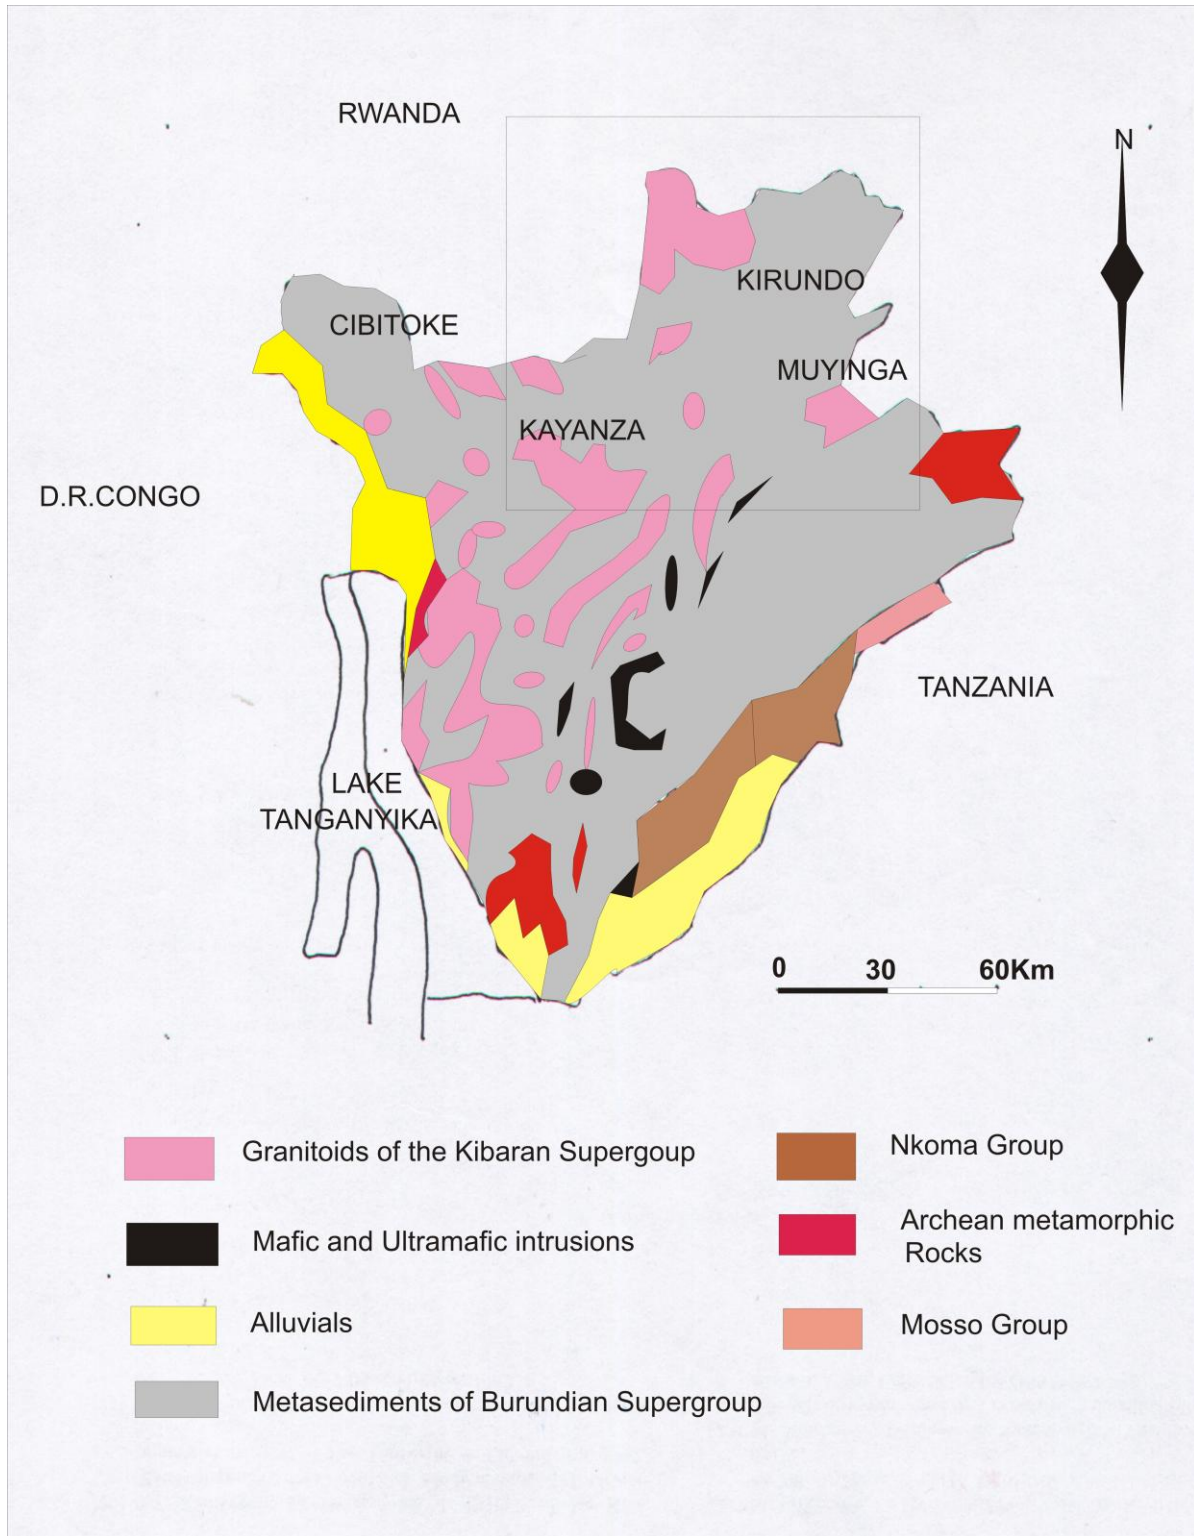 RWANDA
N
KIRUNDO
CIBITOKE
MUYINGA
KAYANZA
D.R.CONGO
TANZANIA
LAKE
TANGANYIKA
0 30 60Km
Granitoids of the Kibaran Supergoup
Mafic and Ultramafic intrusions
Alluvials
Metasediments of Burundian Supergroup
Nkoma Group
Archean metamorphic
Rocks
Mosso Group